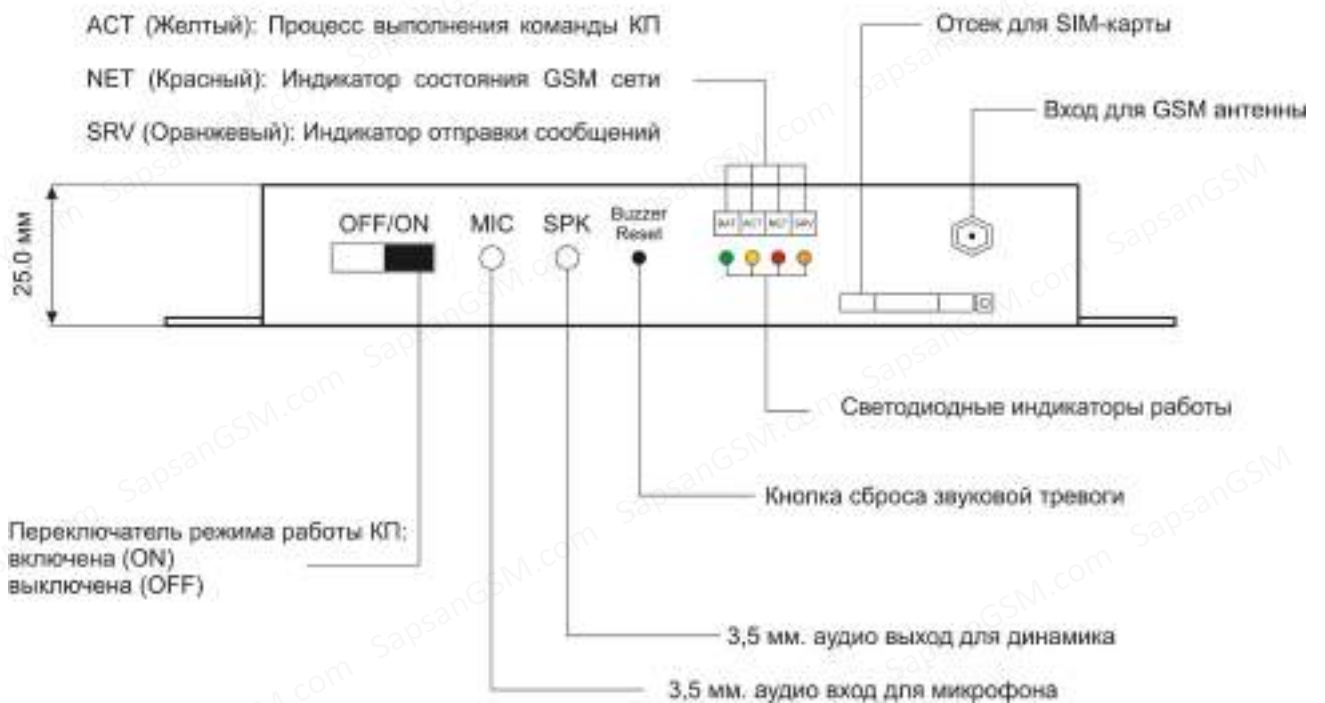 ACT (Желтый): Процесс выполнения команды КП
NET (Красный): Индикатор состояния GSM сети
SRV (Оранжевый): Индикатор отправки сообщений
Отсек для SIM-карты
Вход для GSM антенны
25.0 мм
OFF/ON
MIC
SPK
Buzzer
Reset
BAT ACT NET SRV
Светодиодные индикаторы работы
Кнопка сброса звуковой тревоги
Переключатель режима работы КП:
включена (ON)
выключена (OFF)
3,5 мм. аудио выход для динамика
3,5 мм. аудио вход для микрофона
SapsanGSM.com